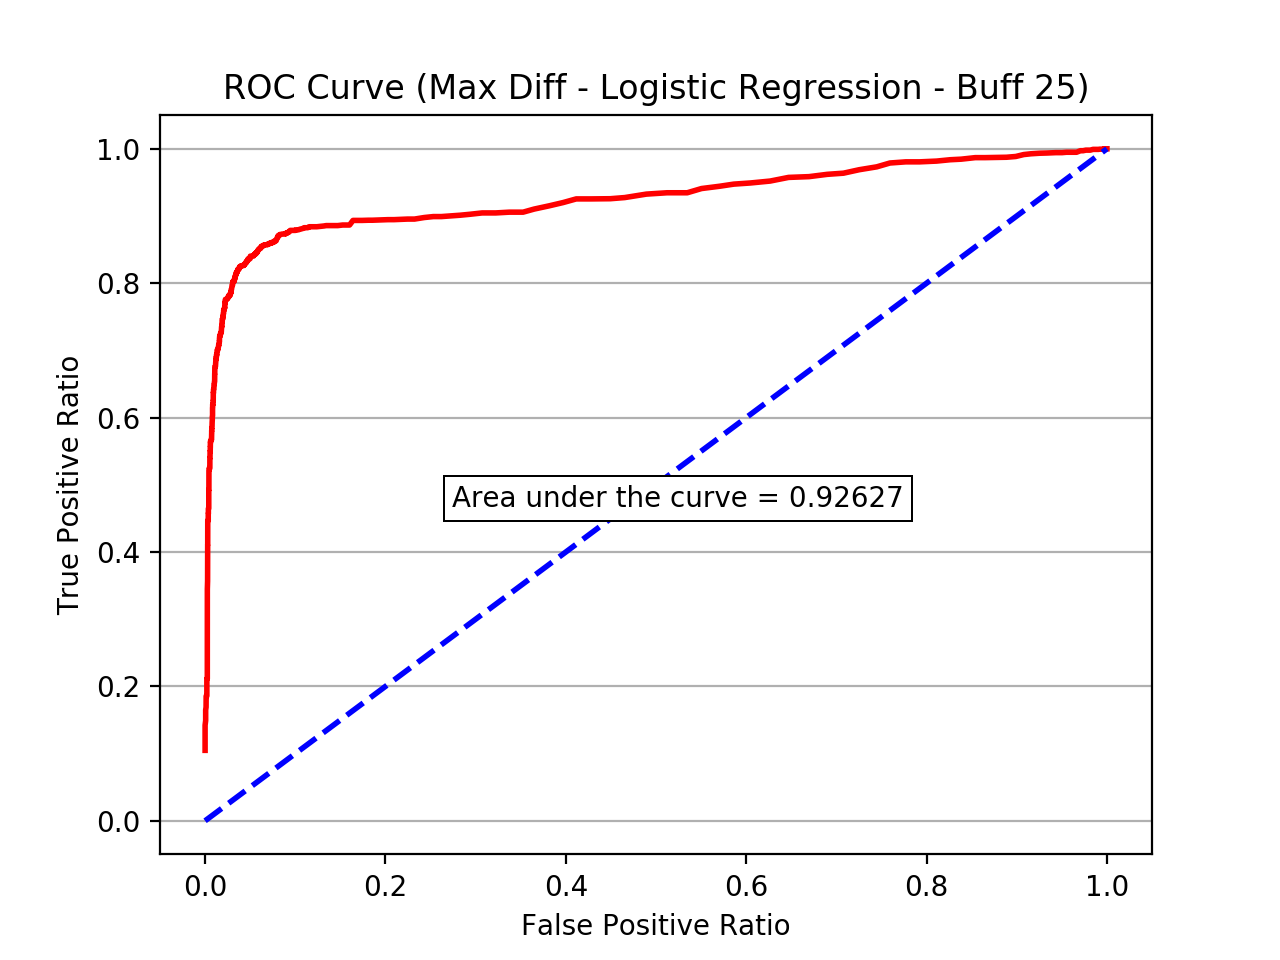 ROC Curve (Max Diff - Logistic Regression - Buff 25)
1.0
0.8
0.6
0.4
0.2
0.0
True Positive Ratio
Area under the curve = 0.92627
0.0 0.2 0.4 0.6 0.8 1.0
False Positive Ratio